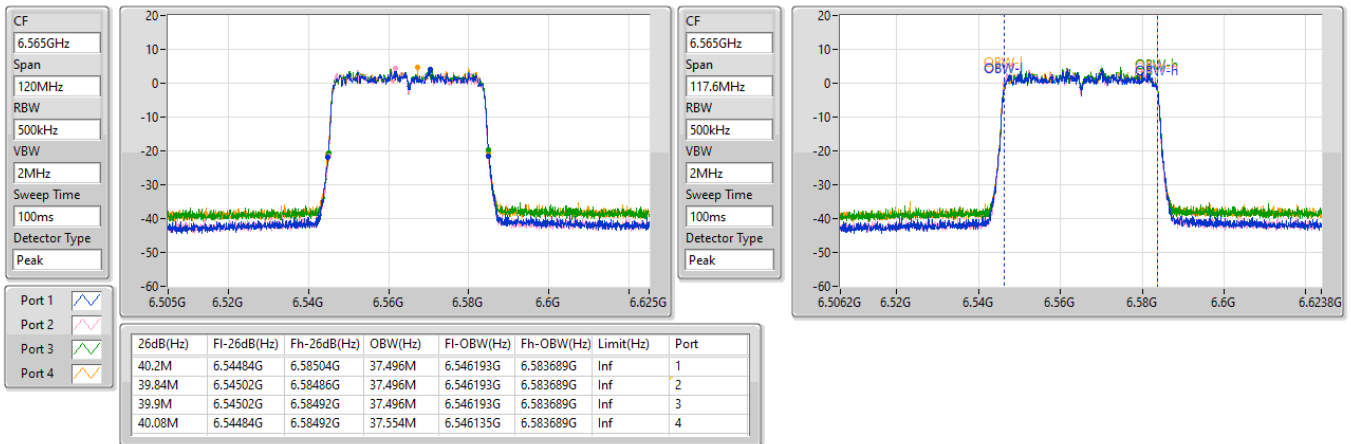 CF
6.565GHz
Span
120MHz
RBW
500kHz
VBW
2MHz
Sweep Time
100ms
Detector Type
Peak
20
10
0
-10
-20
-30
-40
-50
-60
6.505G 6.52G 6.54G 6.56G 6.58G 6.6G 6.625G
CF
6.565GHz
Span
117.6MHz
RBW
500kHz
VBW
2MHz
Sweep Time
100ms
Detector Type
Peak
20
10
0
-10
-20
-30
-40
-50
-60
OBW-l OBW-h
OBW-l OBW-h
6.5062G 6.52G 6.54G 6.56G 6.58G 6.6G 6.6238G
Port 1
Port 2
Port 3
Port 4
26dB(Hz) Fl-26dB(Hz) Fh-26dB(Hz) OBW(Hz) Fl-OBW(Hz) Fh-OBW(Hz) Limit(Hz) Port
40.2M 6.54484G 6.58504G 37.496M 6.546193G 6.583689G Inf 1
39.84M 6.54502G 6.58486G 37.496M 6.546193G 6.583689G Inf 2
39.9M 6.54502G 6.58492G 37.496M 6.546193G 6.583689G Inf 3
40.08M 6.54484G 6.58492G 37.554M 6.546135G 6.583689G Inf 4